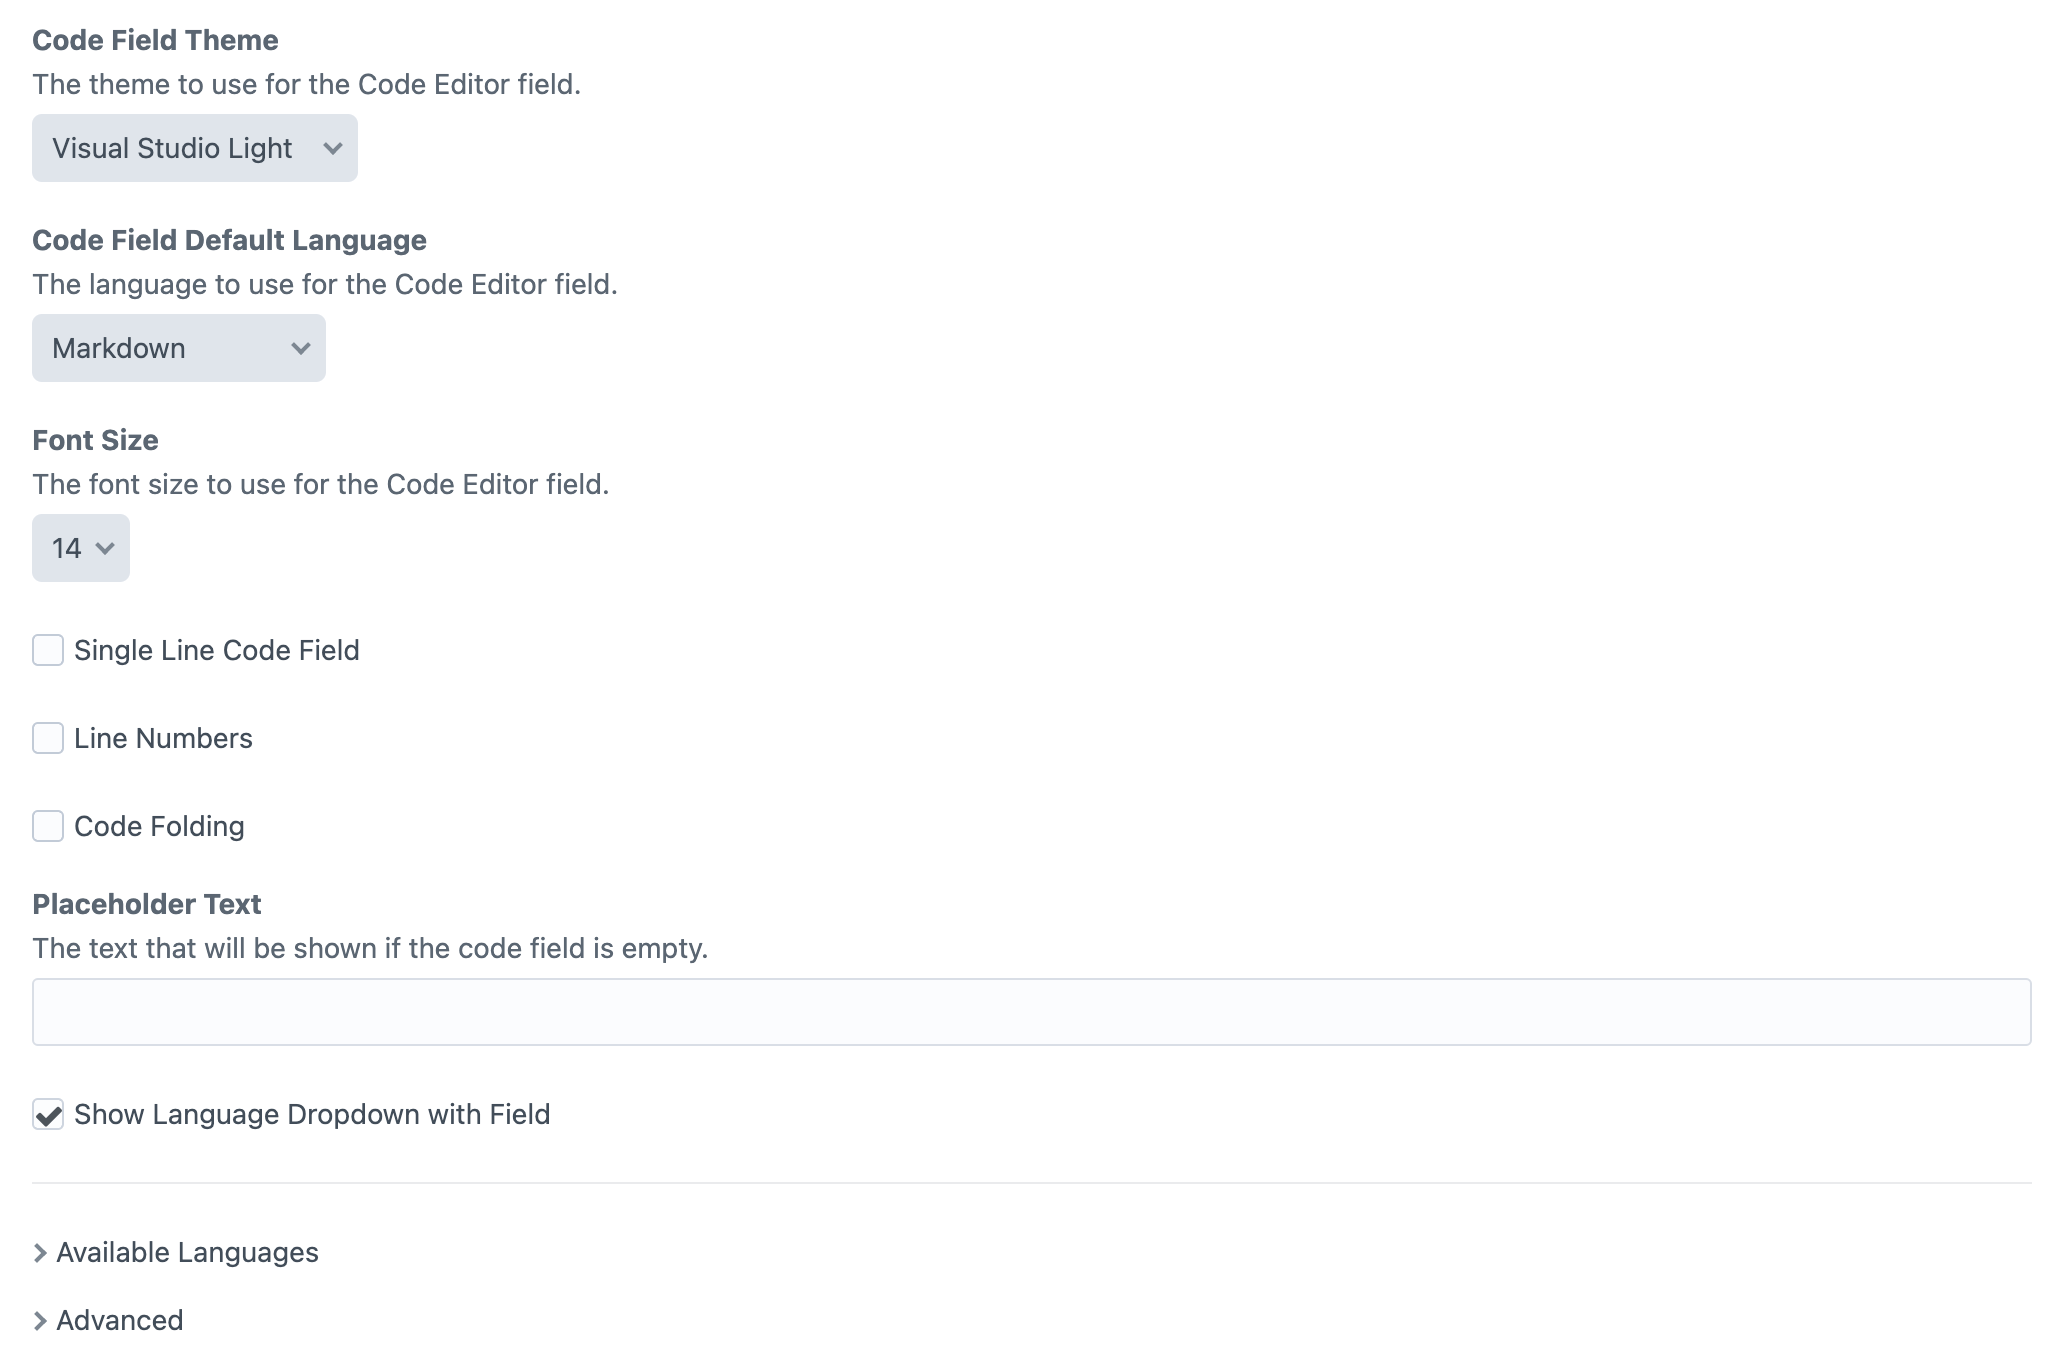 Code Field Theme
The theme to use for the Code Editor field.
Visual Studio Light
Code Field Default Language
The language to use for the Code Editor field.
Markdown
Font Size
The font size to use for the Code Editor field.
14
Single Line Code Field
Line Numbers
Code Folding
Placeholder Text
The text that will be shown if the code field is empty.
Show Language Dropdown with Field
Available Languages
Advanced